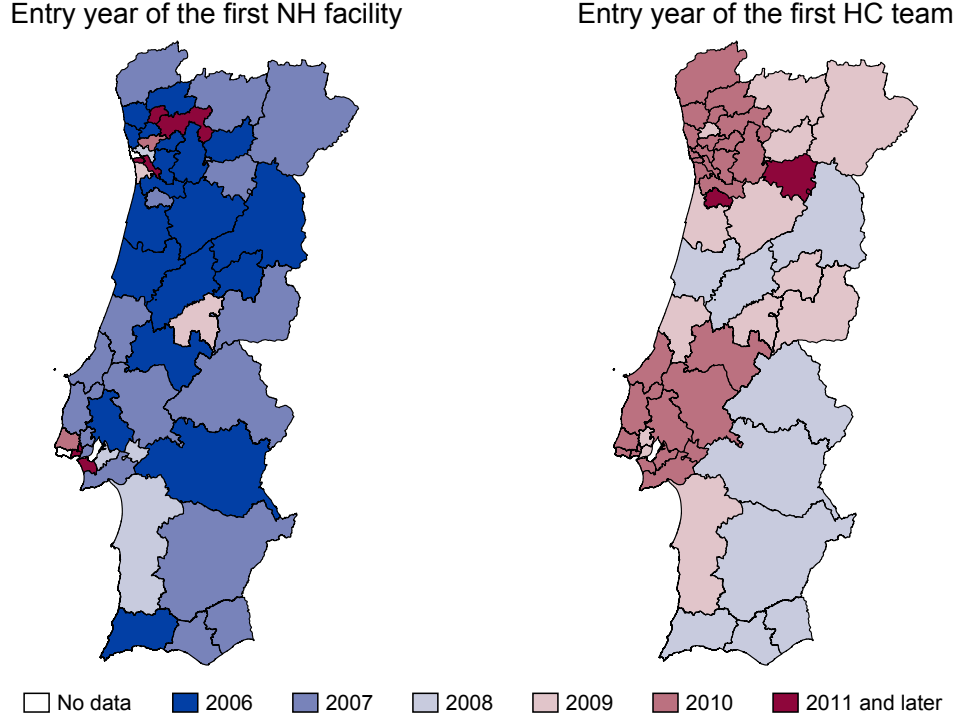 Entry year of the first NH facility
Entry year of the first HC team
No data
2006
2007
2008
2009
2010
2011 and later